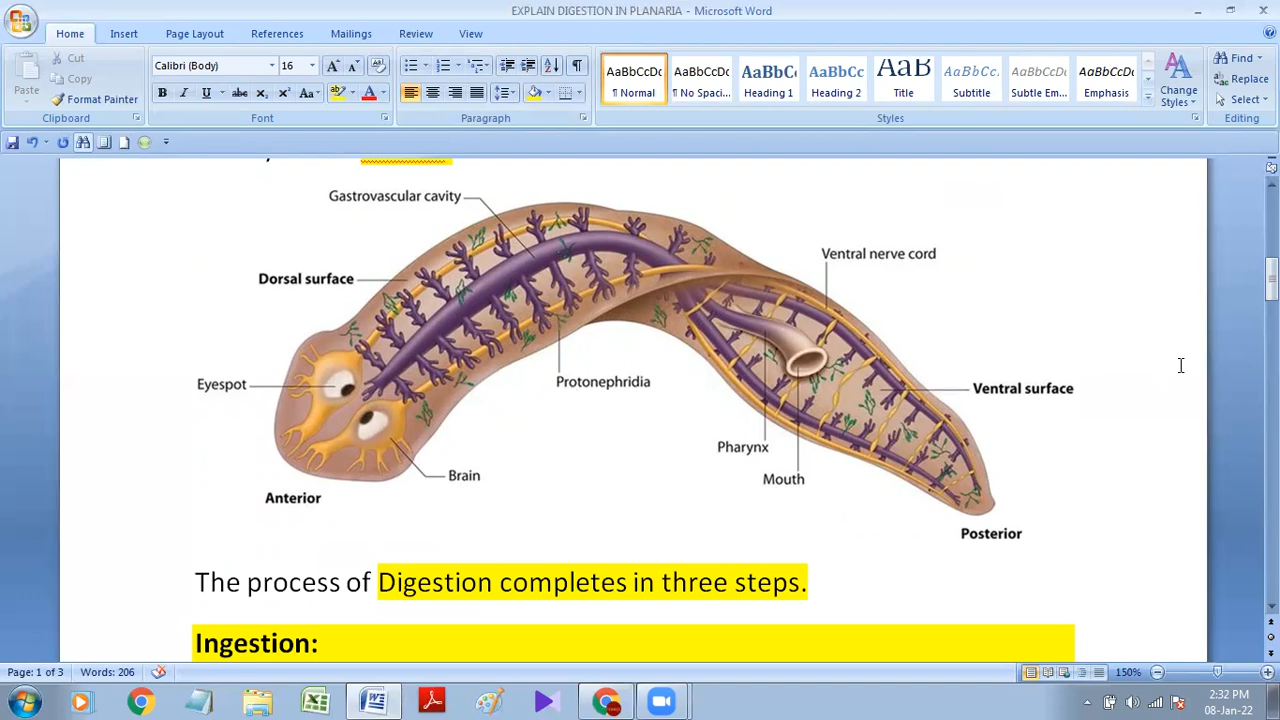 EXPLAIN DIGESTION IN PLANARIA - Microsoft Word
Home Insert Page Layout References Mailings Review View
Paste
Cut
Copy
Format Painter
Clipboard
Calibri (Body) 16
Font
Paragraph
AaBbCcDc AaBbCcDc AaBbCc AaBbCc AaB AaBbCc. AaBbCcDc AaBbCcDc
¶ Normal ¶ No Spaci... Heading 1 Heading 2 Title Subtitle Subtle Em... Emphasis
Styles
Change Styles
Find
Replace
Select
Editing
Gastrovascular cavity
Dorsal surface
Ventral nerve cord
Eyespot
Protonephridia
Ventral surface
Pharynx
Mouth
Brain
Anterior
Posterior
The process of Digestion completes in three steps.
Ingestion:
Page: 1 of 3 Words: 206 150%
2:32 PM
08-Jan-22